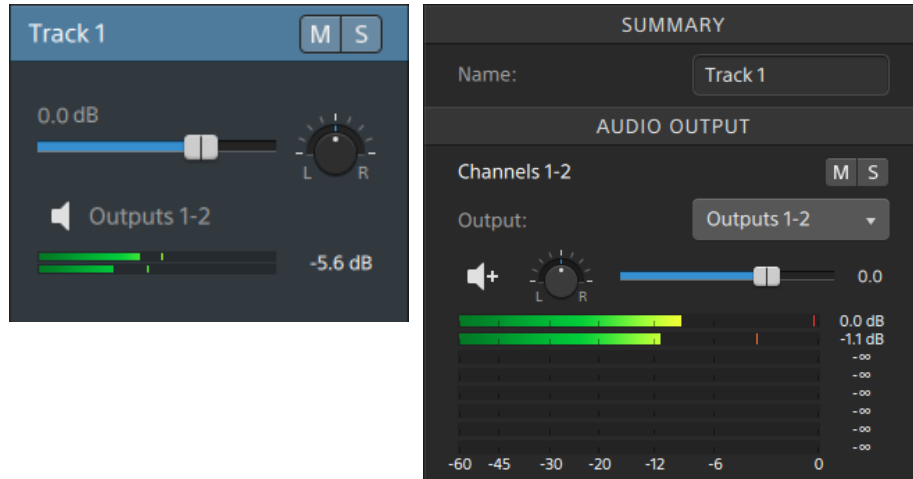 Track 1 M S
0.0 dB
L R
Outputs 1-2
-5.6 dB
SUMMARY
Name: Track 1
AUDIO OUTPUT
Channels 1-2 M S
Output: Outputs 1-2
L R 0.0
0.0 dB
-1.1 dB
-∞
-∞
-∞
-∞
-∞
-∞
-60 -45 -30 -20 -12 -6 0